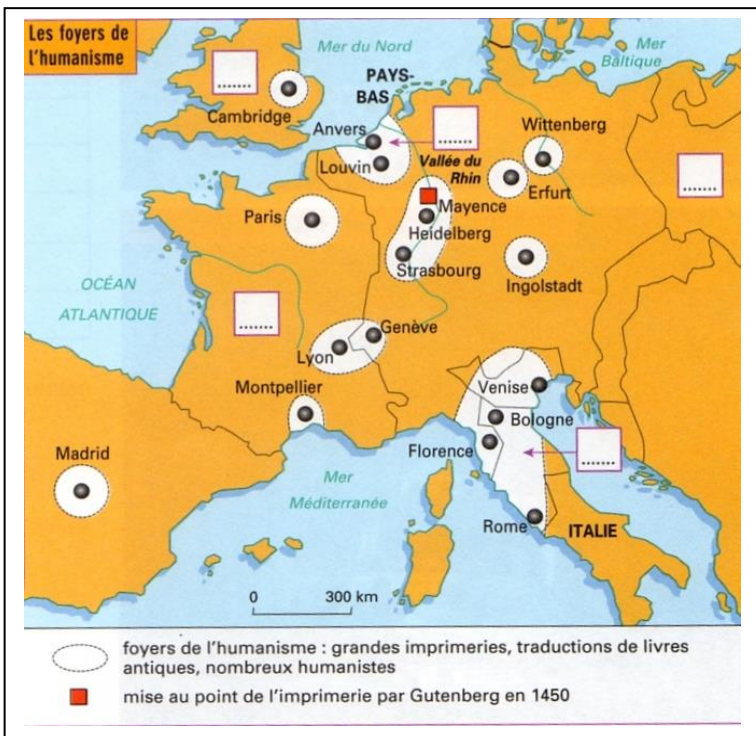 Les foyers de
l'humanisme
Mer du Nord
Mer
Baltique
PAYS-
BAS
.......
Cambridge
Anvers
.......
Wittenberg
Louvin
Vallée du
Rhin
.......
Erfurt
Paris
Mayence
Heidelberg
Strasbourg
Ingolstadt
OCÉAN
ATLANTIQUE
.......
Genève
Lyon
Montpellier
Venise
Bologne
Madrid
Florence
.......
Mer
Méditerranée
Rome
ITALIE
0 300 km
foyers de l'humanisme : grandes imprimeries, traductions de livres
antiques, nombreux humanistes
mise au point de l'imprimerie par Gutenberg en 1450